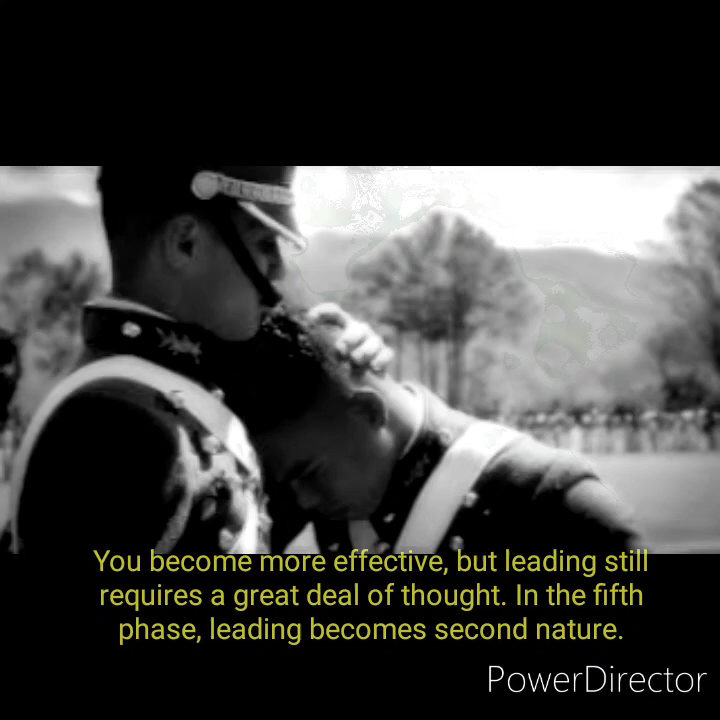 You become more effective, but leading still
requires a great deal of thought. In the fifth
phase, leading becomes second nature.
PowerDirector